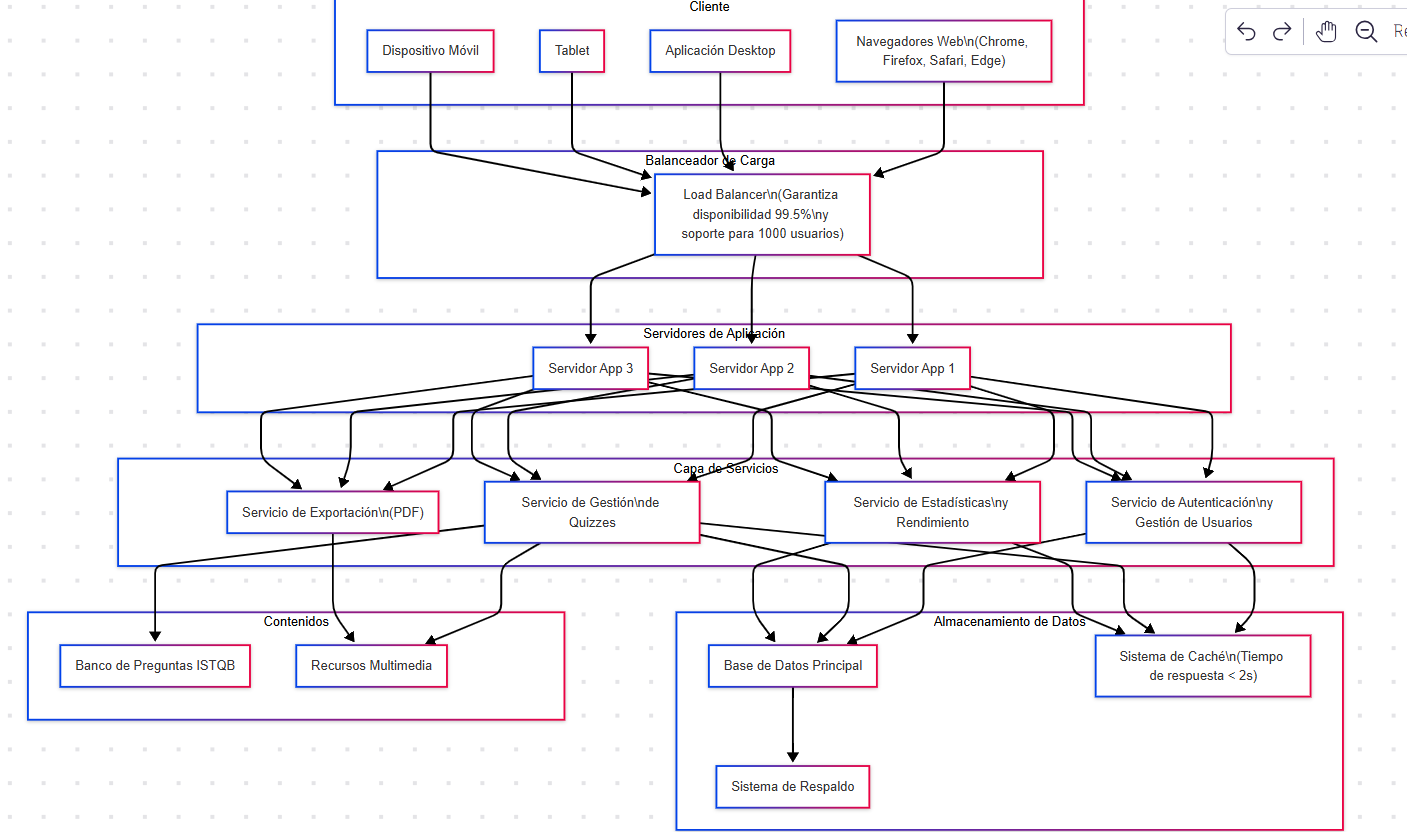 Cliente
Dispositivo Móvil
Tablet
Aplicación Desktop
Navegadores Web\n(Chrome,
Firefox, Safari, Edge)
Re
Balanceador de Carga
Load Balancer\n(Garantiza
disponibilidad 99.5%\ny
soporte para 1000 usuarios)
Servidores de Aplicación
Servidor App 3
Servidor App 2
Servidor App 1
Capa de Servicios
Servicio de Exportación\n(PDF)
Servicio de Gestión\nde
Quizzes
Servicio de Estadísticas\ny
Rendimiento
Servicio de Autenticación\ny
Gestión de Usuarios
Contenidos
Banco de Preguntas ISTQB
Recursos Multimedia
Almacenamiento de Datos
Base de Datos Principal
Sistema de Caché\n(Tiempo
de respuesta < 2s)
Sistema de Respaldo